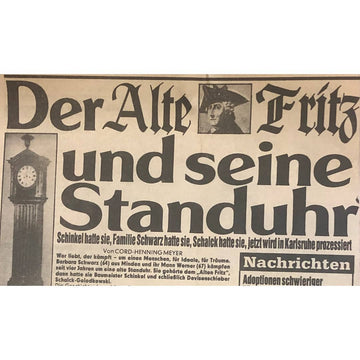 Der Alte Fritz
und seine
Standuhr
Schinkel hatte sie, Familie Schwarz hatte sie, Schalck hatte sie, jetzt wird in Karlsruhe prozessiert
Von CORD-HENNING MEYER
Wer liebt, der kämpft – um einen Menschen, für Ideale, für Träume.
Barbara Schwarz (64) aus Minden und ihr Mann Werner (67) kämpfen
seit vier Jahren um eine alte Standuhr. Sie gehörte dem „Alten Fritz",
dann hatte sie Baumeister Schinkel und schließlich Devisenschieber
Schalck-Golodkowski.
Nachrichten
Adoptionen schwieriger